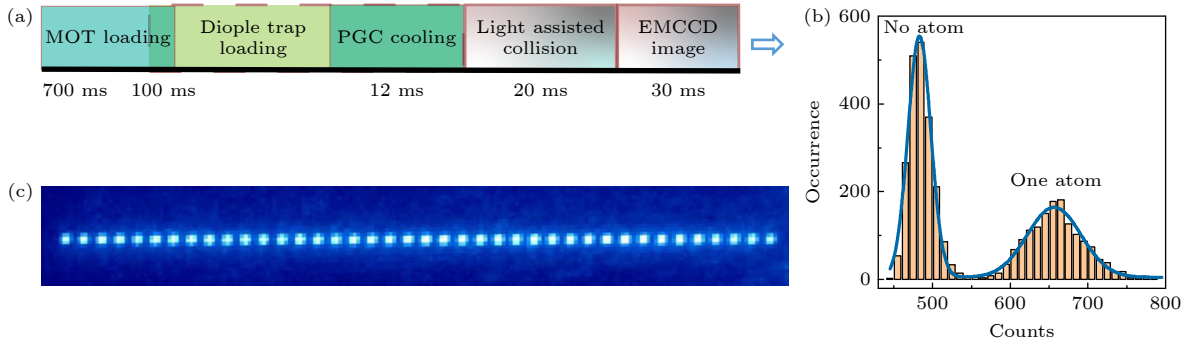 (a)
MOT loading
Diople trap
loading
PGC cooling
Light assisted
collision
EMCCD
image
700 ms
100 ms
12 ms
20 ms
30 ms
(b)
600
400
200
0
Occurrence
No atom
One atom
500
600
700
800
Counts
(c)